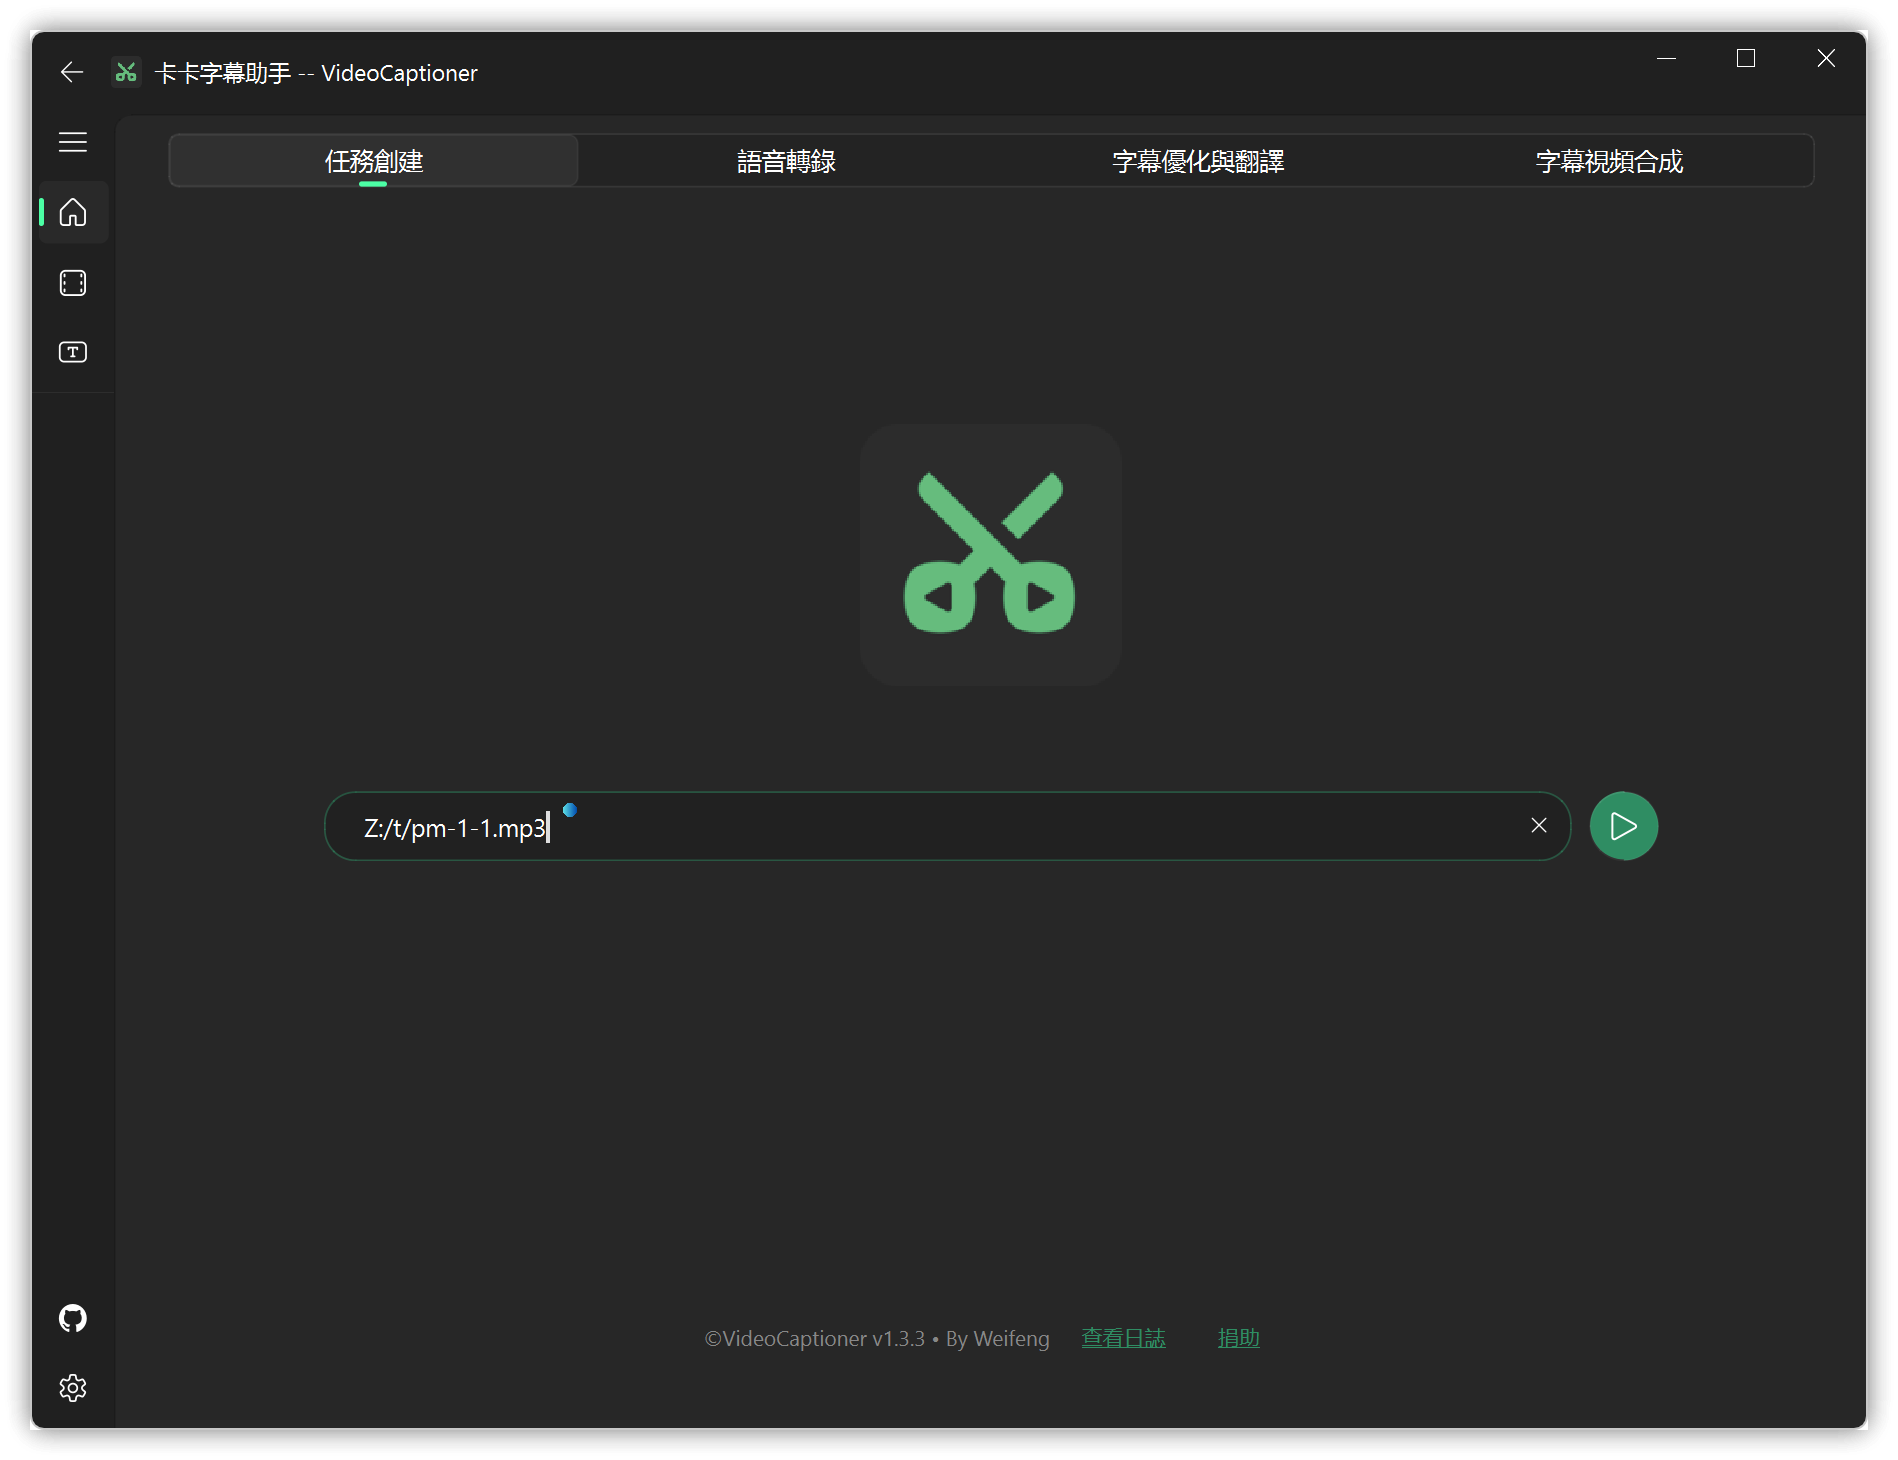 卡卡字幕助手 -- VideoCaptioner
任務創建
語音轉錄
字幕優化與翻譯
字幕視頻合成
T
Z:/t/pm-1-1.mp3
©VideoCaptioner v1.3.3 • By Weifeng
查看日誌
捐助